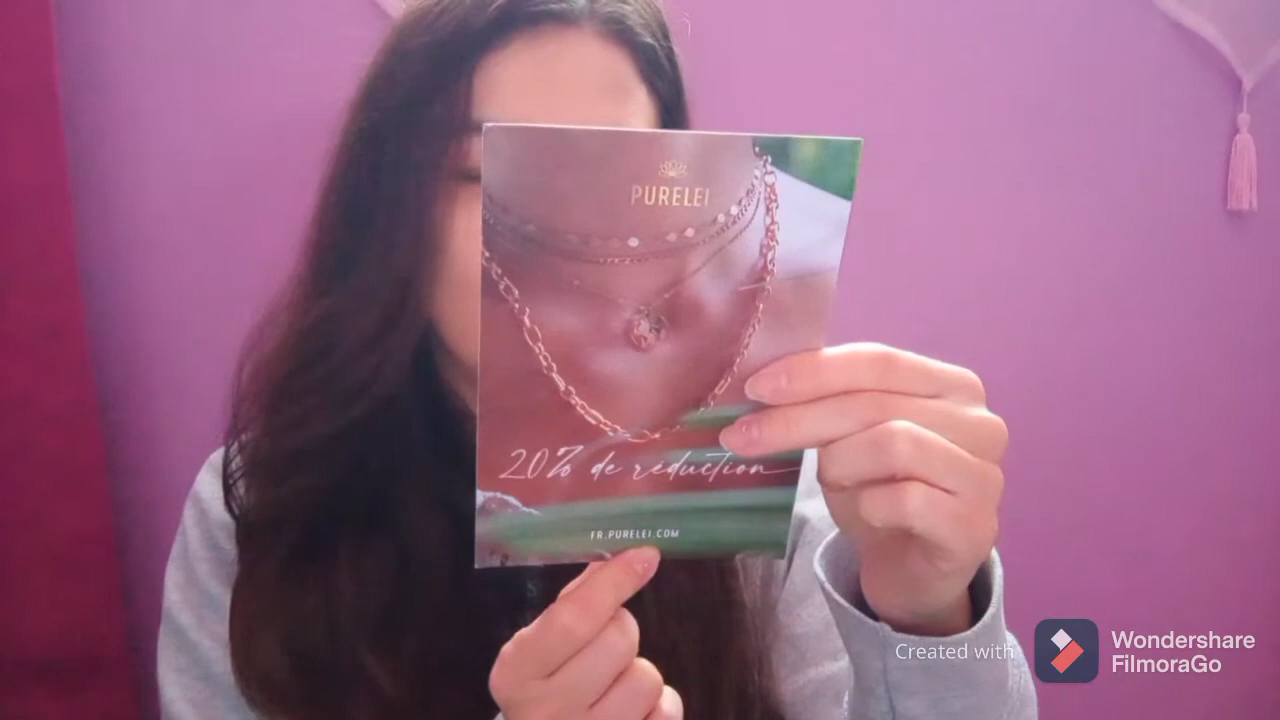 PURELEI
20% de réduction
FR.PURELEI.COM
Created with
Wondershare
FilmoraGo